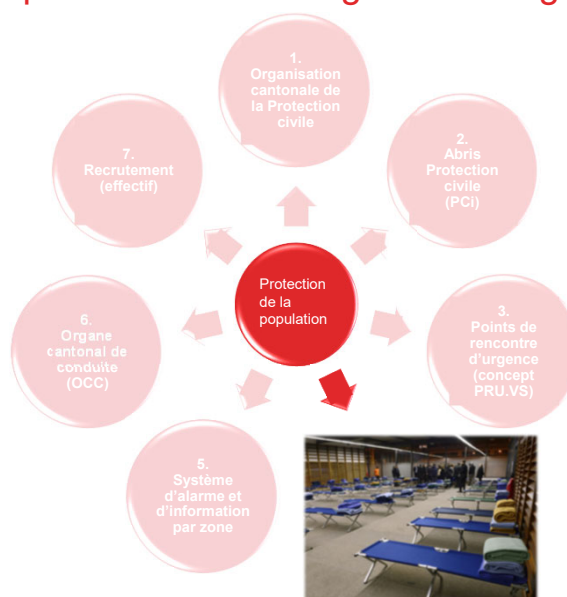 1.
Organisation
cantonale de
la Protection
civile
2.
Abris
Protection
civile
(PCi)
3.
Points de
rencontre
d'urgence
(concept
PRU.VS)
5.
Système
d'alarme et
d'information
par zone
6.
Organe
cantonal de
conduite
(OCC)
7.
Recrutement
(effectif)
Protection
de la
population